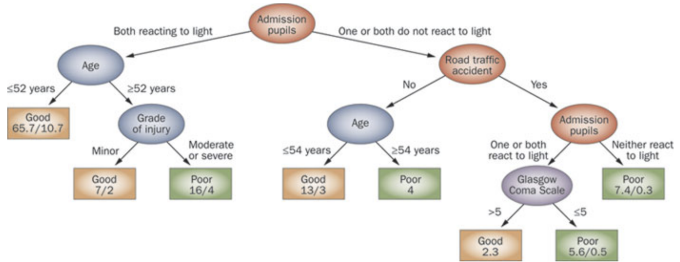 Admission
pupils
Both reacting to light
One or both do not react to light
Age
Road traffic
accident
≤52 years
≥52 years
No
Yes
Good
65.7/10.7
Grade
of injury
Age
Admission
pupils
Minor
Moderate
or severe
≤54 years
≥54 years
One or both
react to light
Neither react
to light
Good
7/2
Poor
16/4
Good
13/3
Poor
4
Glasgow
Coma Scale
Poor
7.4/0.3
>5
≤5
Good
2.3
Poor
5.6/0.5